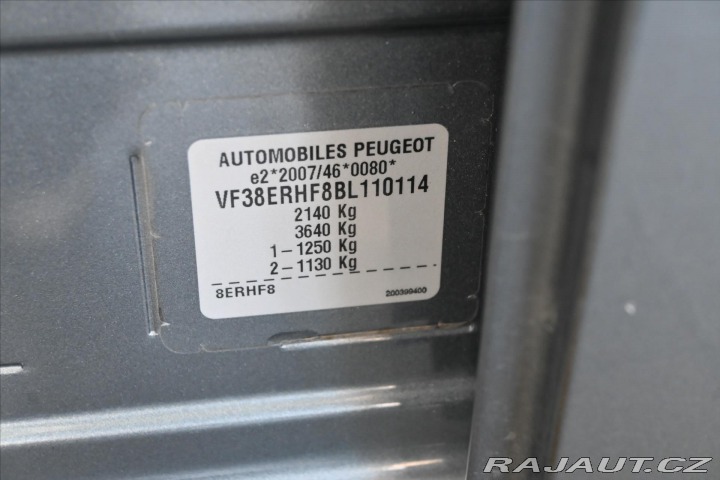 AUTOMOBILES PEUGEOT
e2*2007/46*0080*
VF38ERHF8BL110114
2140 Kg
3640 Kg
1-1250 Kg
2-1130 Kg
8ERHF8 200399400
RAJAUT.CZ